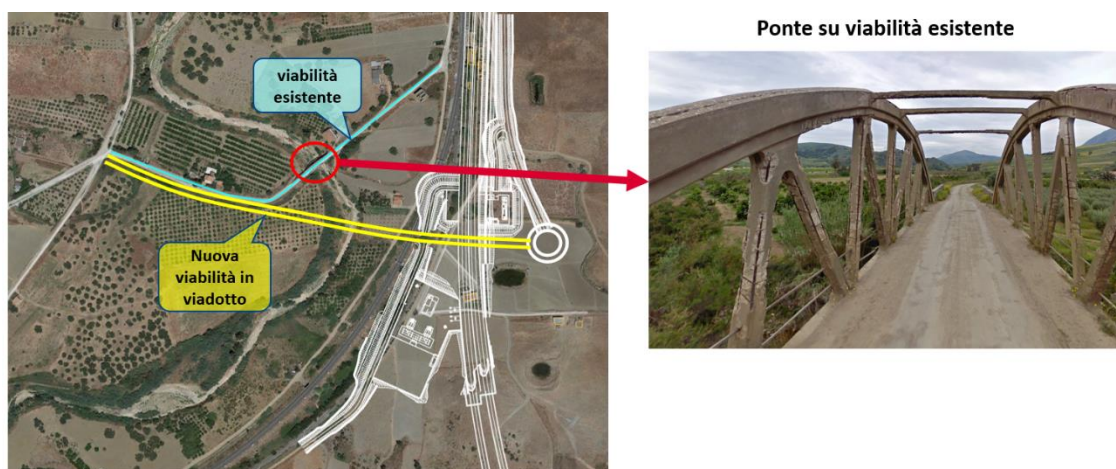 Ponte su viabilità esistente
viabilità
esistente
Nuova
viabilità in
viadotto